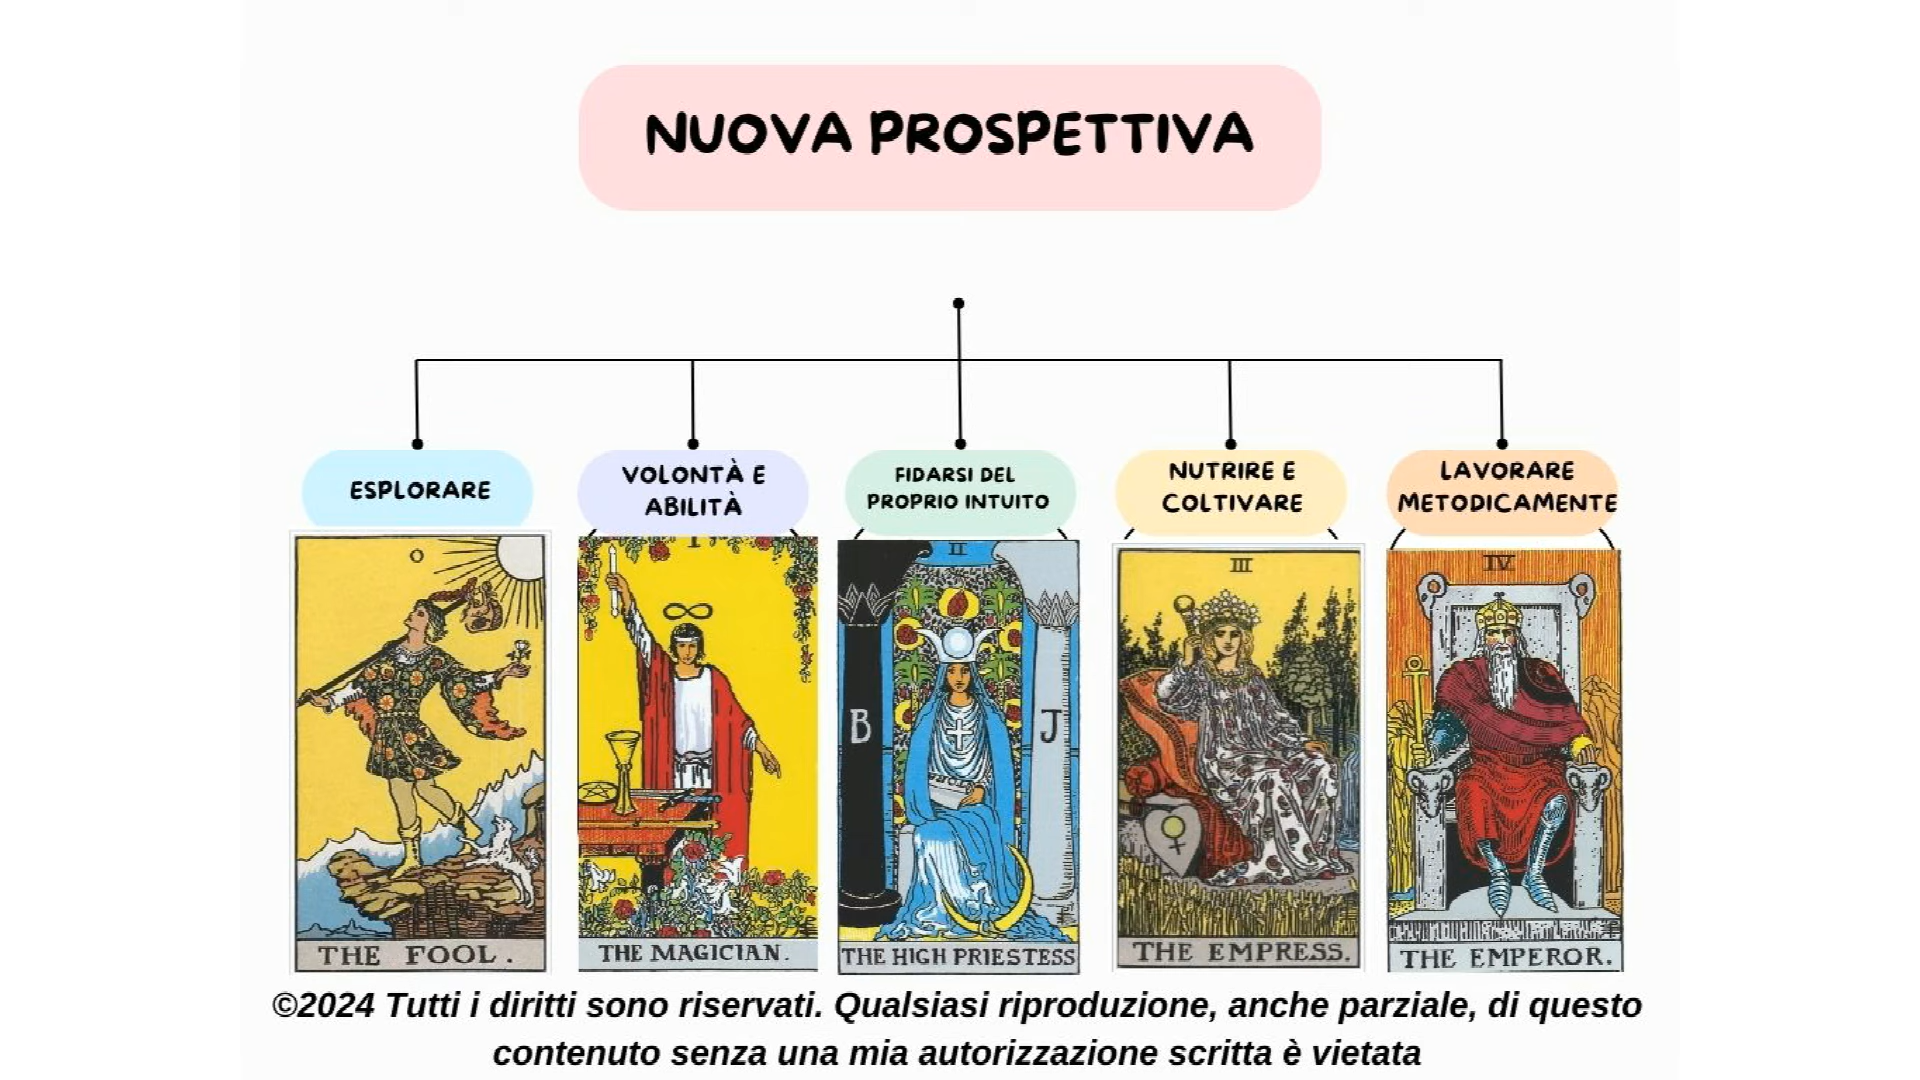 NUOVA PROSPETTIVA
ESPLORARE
VOLONTÀ E
ABILITÀ
FIDARSI DEL
PROPRIO INTUITO
NUTRIRE E
COLTIVARE
LAVORARE
METODICAMENTE
0
I
II
III
IV
B
J
THE FOOL.
THE MAGICIAN.
THE HIGH PRIESTESS
THE EMPRESS.
THE EMPEROR.
©2024 Tutti i diritti sono riservati. Qualsiasi riproduzione, anche parziale, di questo
contenuto senza una mia autorizzazione scritta è vietata